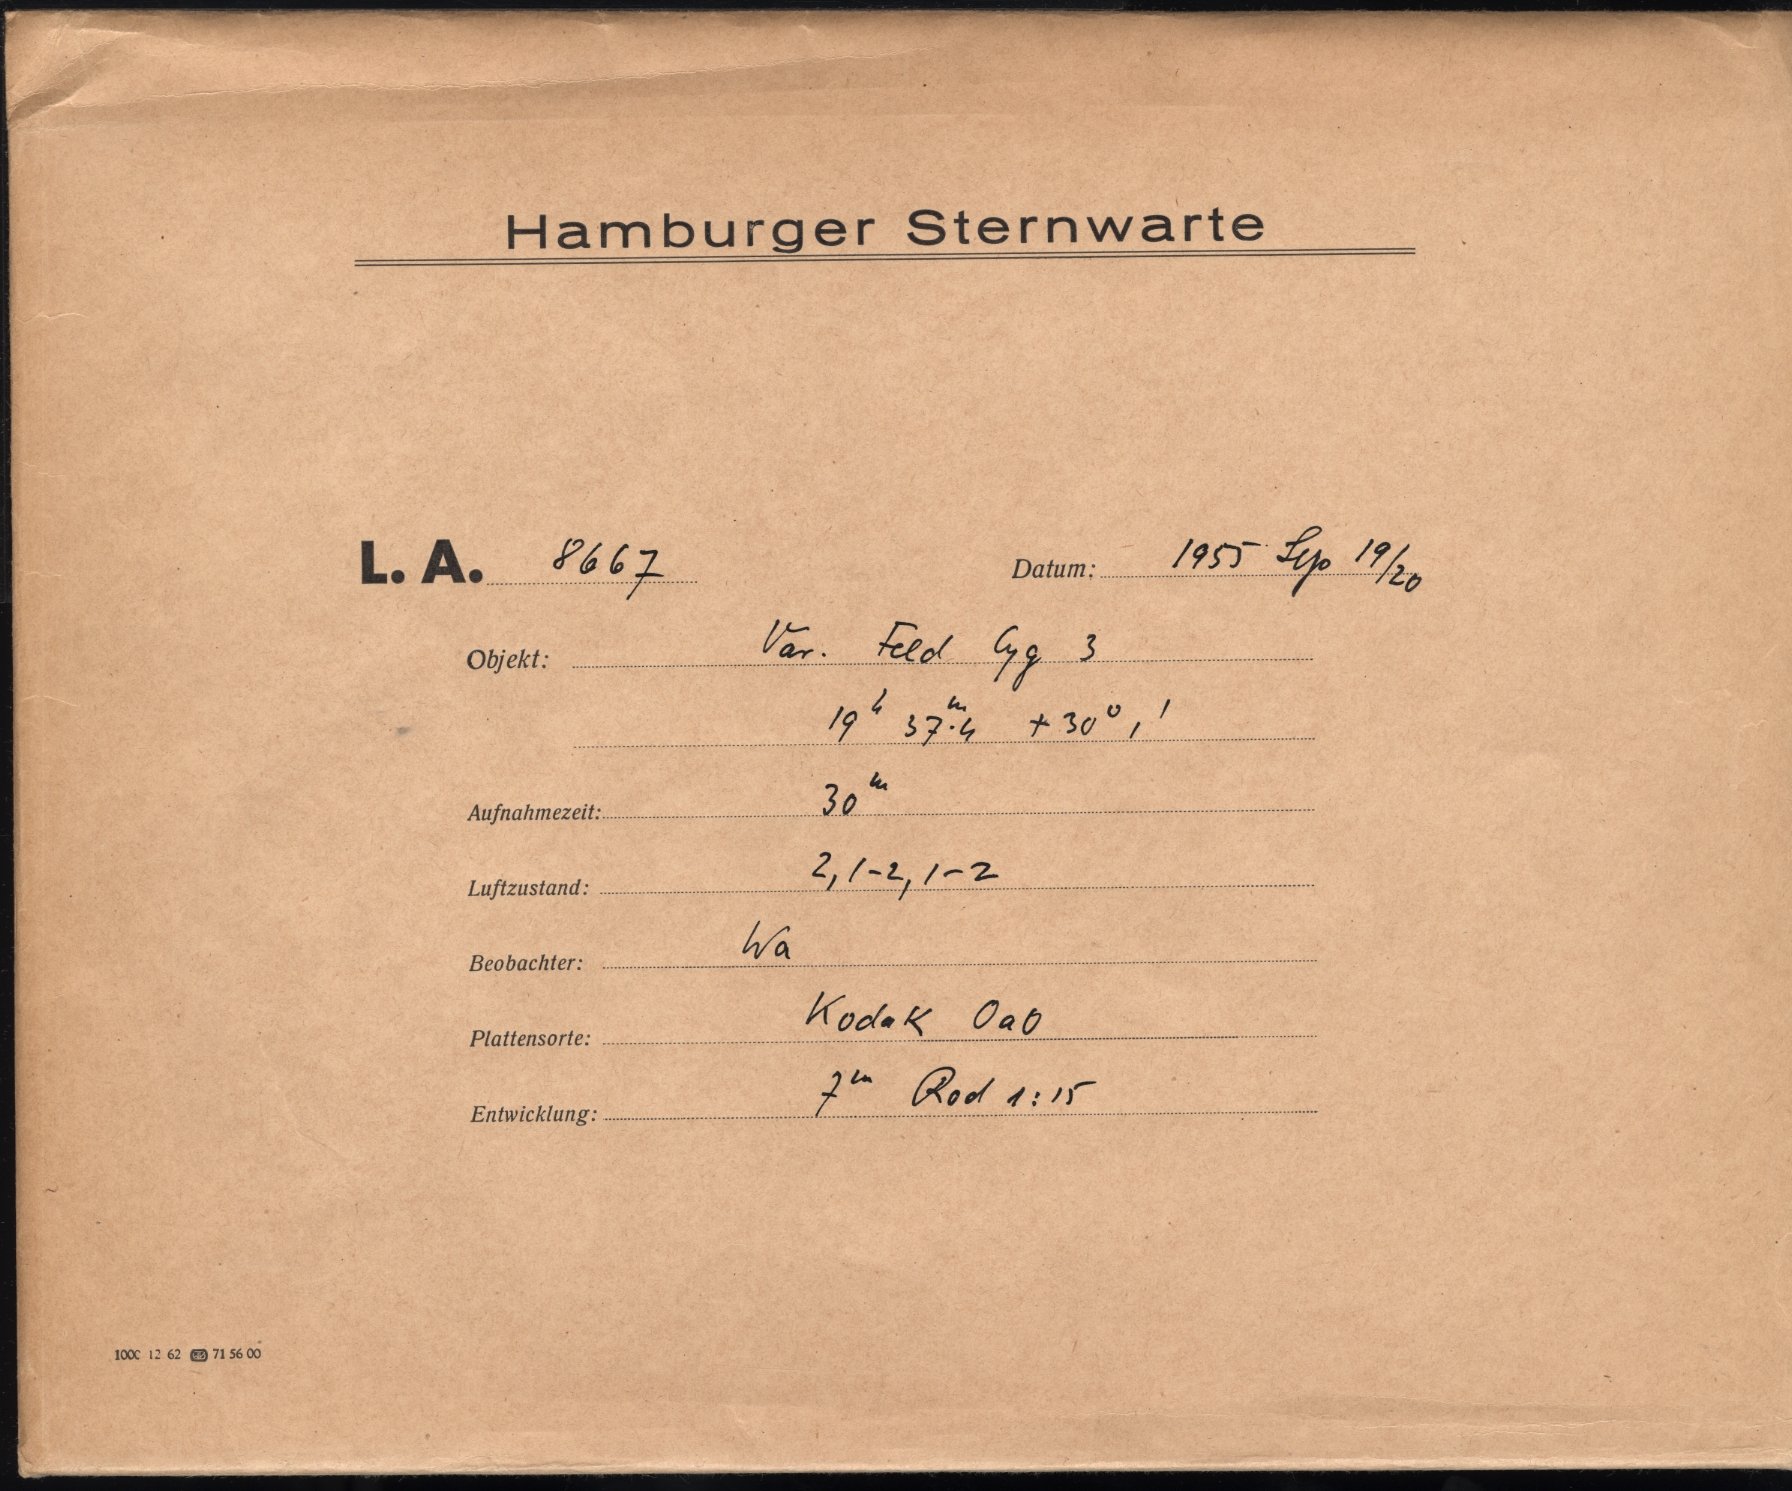 Hamburger Sternwarte
L. A. 8667 Datum: 1955 Sep 19/20
Objekt: Var. Feld Cyg 3
19ʰ 37ᵐ.4 +30° 1'
Aufnahmezeit: 30ᵐ
Luftzustand: 2, 1-2, 1-2
Beobachter: Wa
Plattensorte: Kodak OaO
Entwicklung: 7ᵐ Rod 1:15
1000 12 62 71 56 00